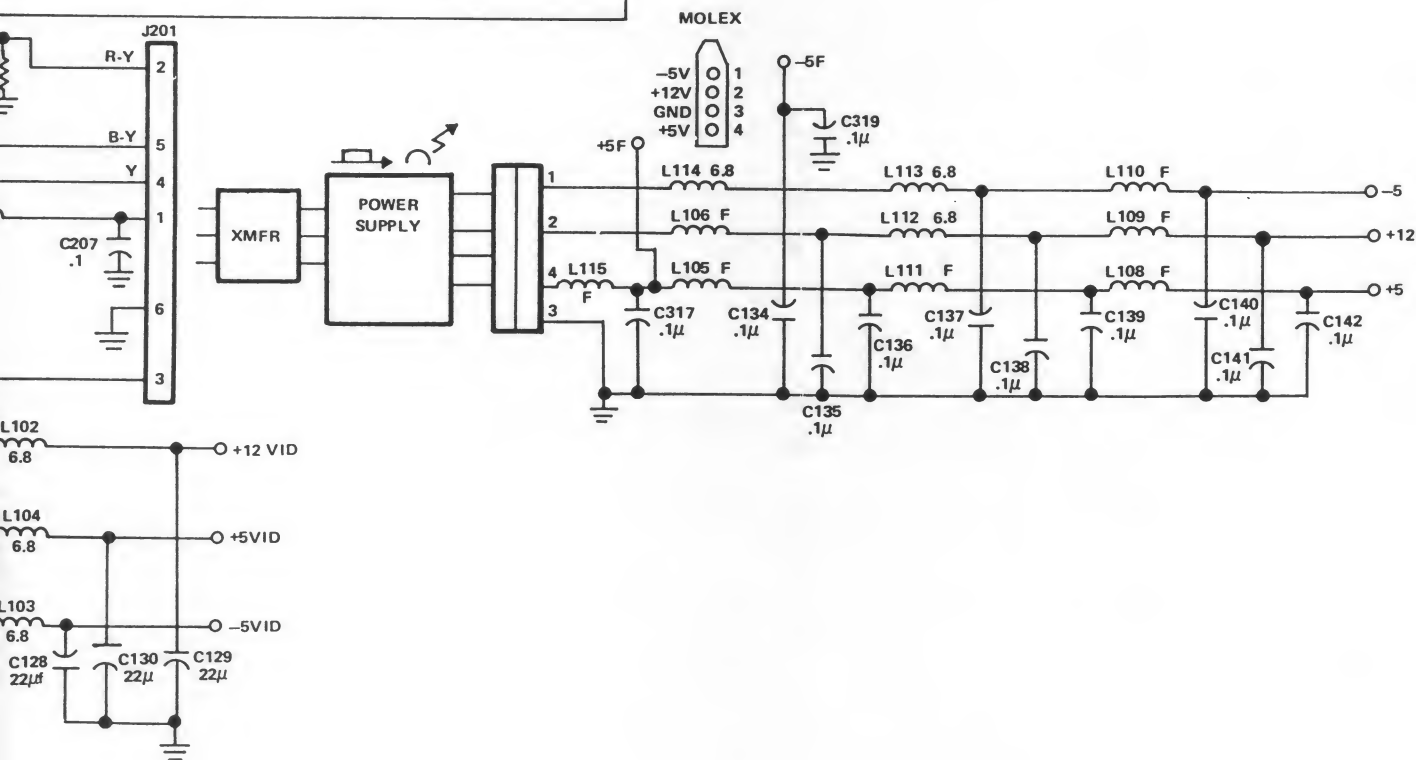 MOLEX
J201
R-Y
2
–5V 1
+12V 2
GND 3
+5V 4
–5F
C319
.1μ
B-Y
5
Y
4
1
C207
.1
6
3
+5F
XMFR
POWER
SUPPLY
1
2
4
3
L114 6.8
L113 6.8
L110 F
–5
L106 F
L112 6.8
L109 F
+12
L115
F
L105 F
L111 F
L108 F
+5
C317
.1μ
C134
.1μ
C136
.1μ
C137
.1μ
C138
.1μ
C139
.1μ
C140
.1μ
C141
.1μ
C142
.1μ
C135
.1μ
L102
6.8
+12 VID
L104
6.8
+5VID
L103
6.8
–5VID
C128
22μf
C130
22μ
C129
22μ